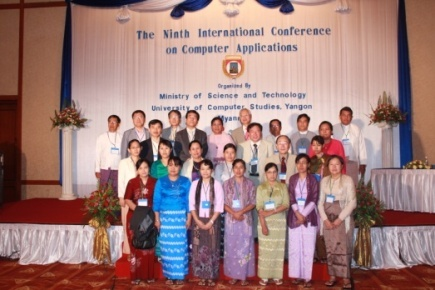 The Ninth International Conference
on Computer Applications
Organized By
Ministry of Science and Technology
University of Computer Studies, Yangon